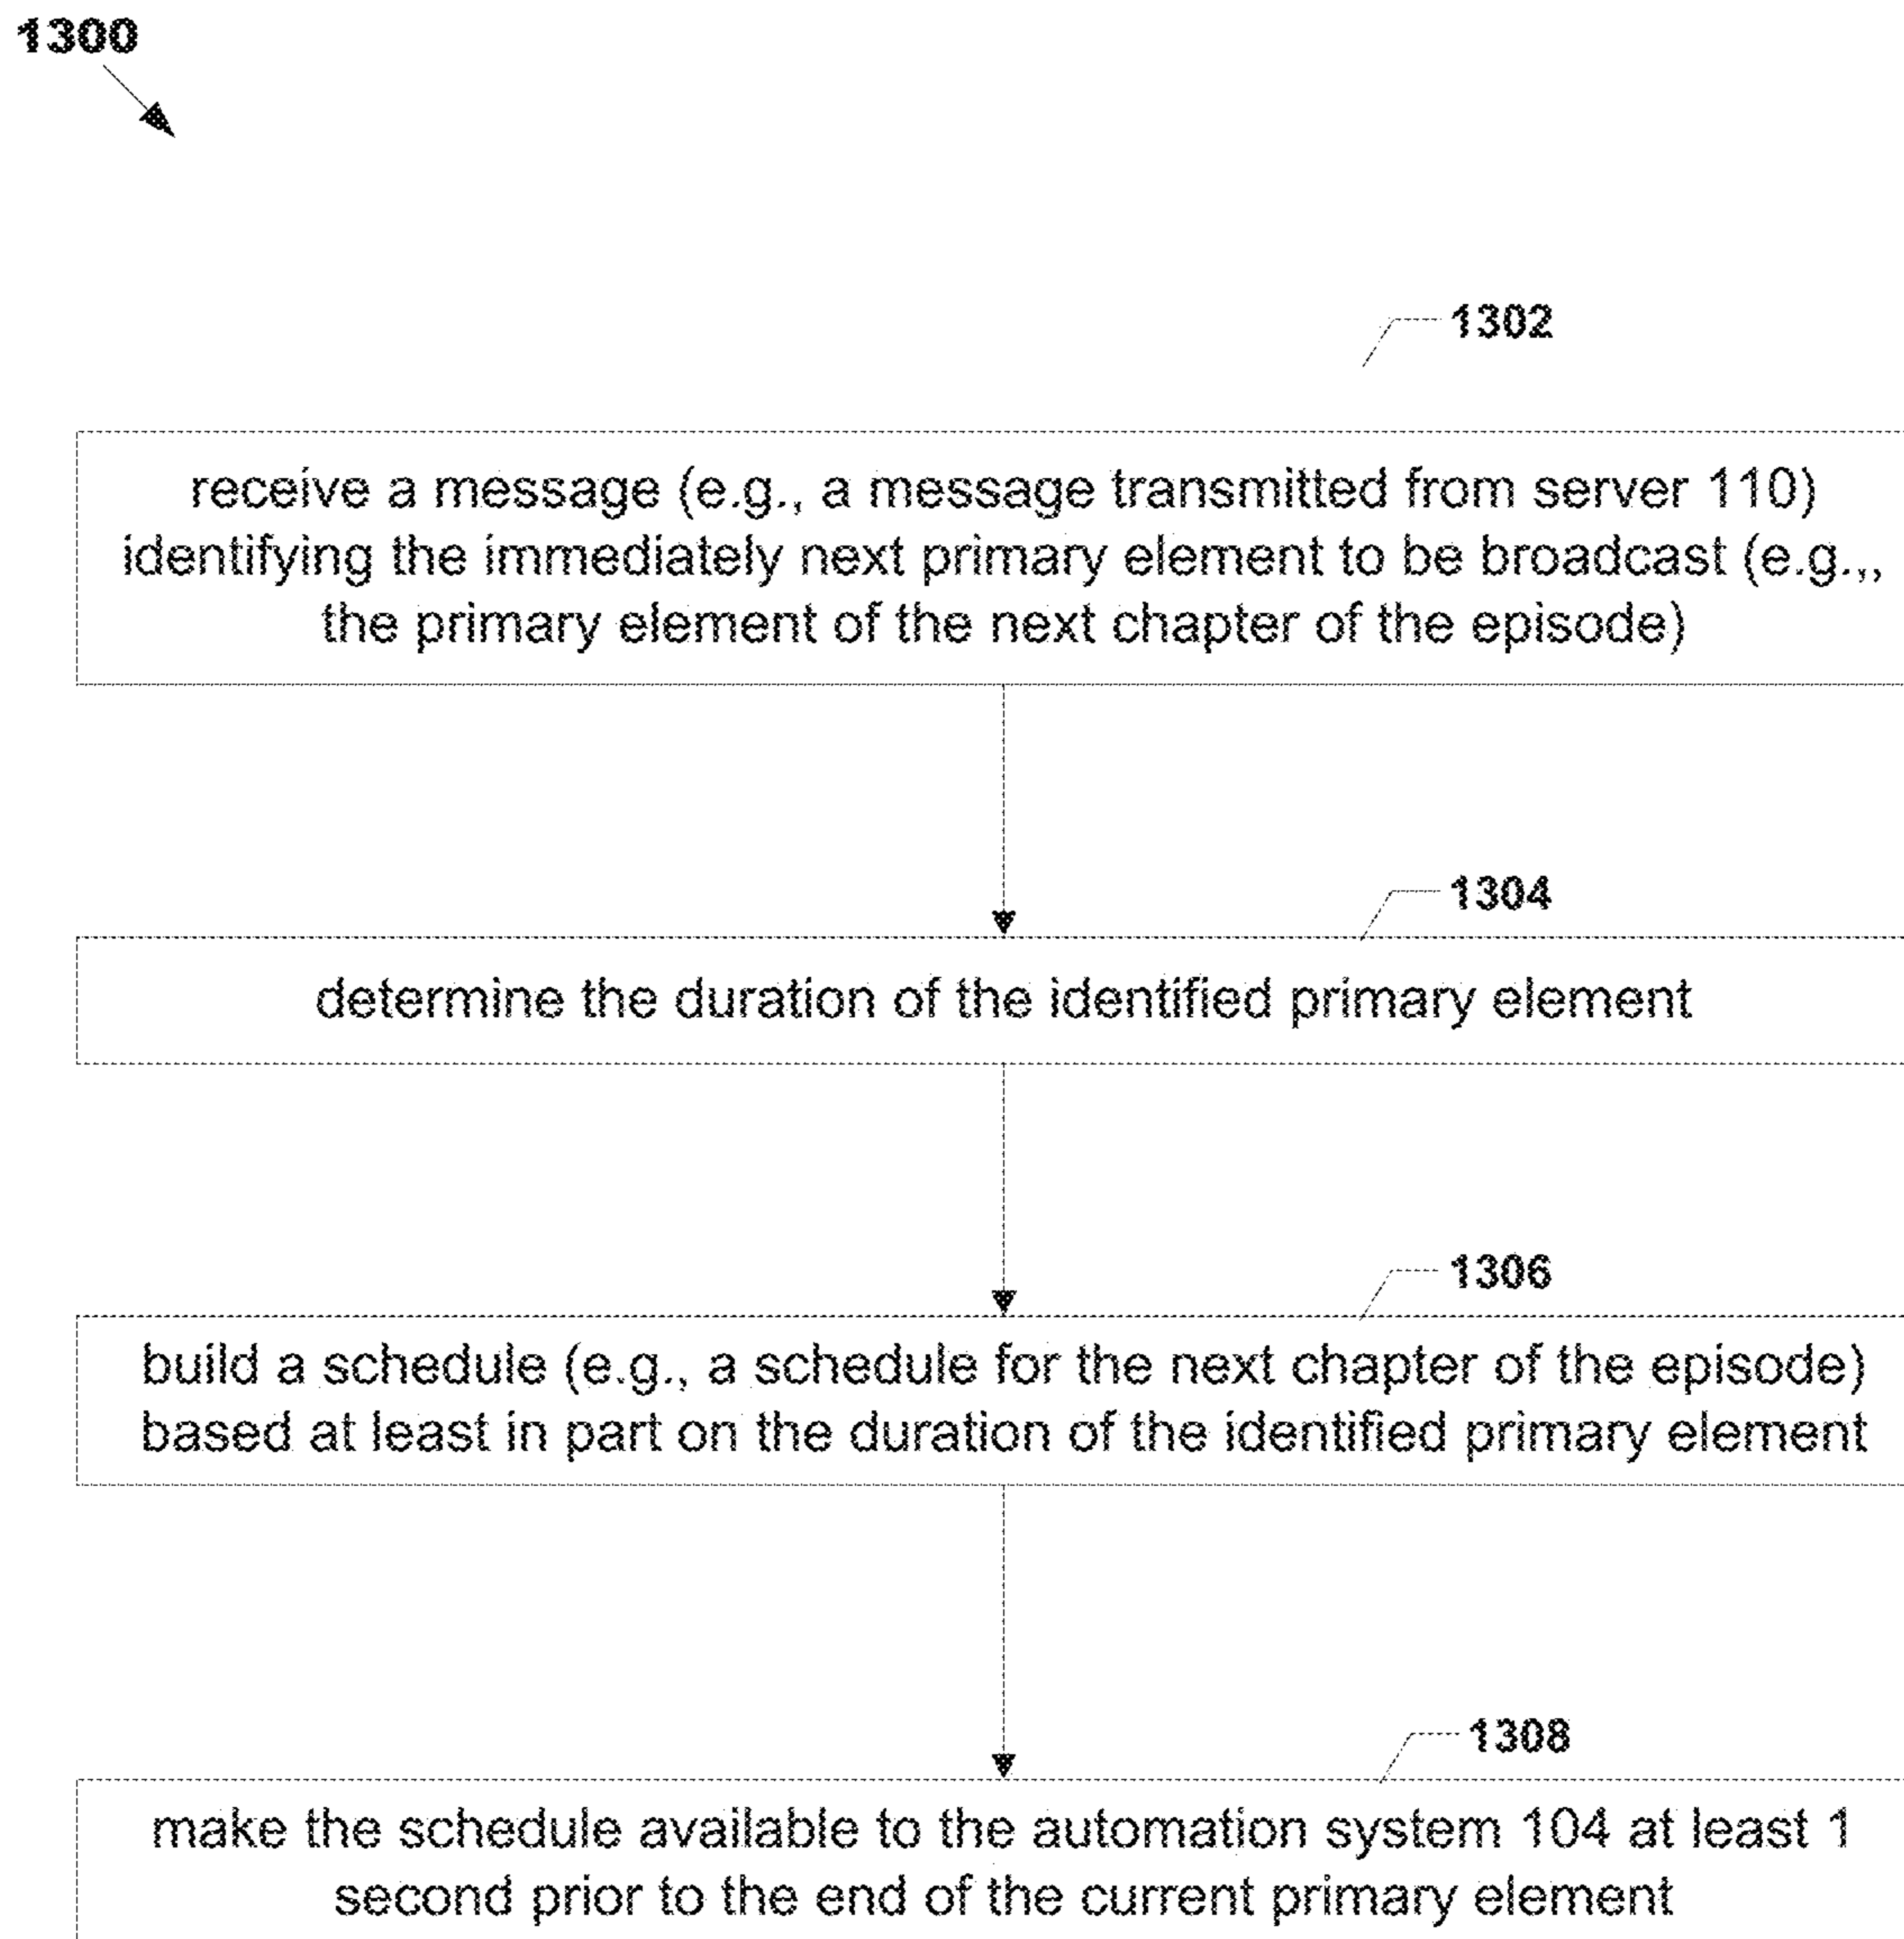 1300
1302
receive a message (e.g., a message transmitted from server 110)
identifying the immediately next primary element to be broadcast (e.g.,,
the primary element of the next chapter of the episode)
1304
determine the duration of the identified primary element
1306
build a schedule (e.g., a schedule for the next chapter of the episode)
based at least in part on the duration of the identified primary element
1308
make the schedule available to the automation system 104 at least 1
second prior to the end of the current primary element